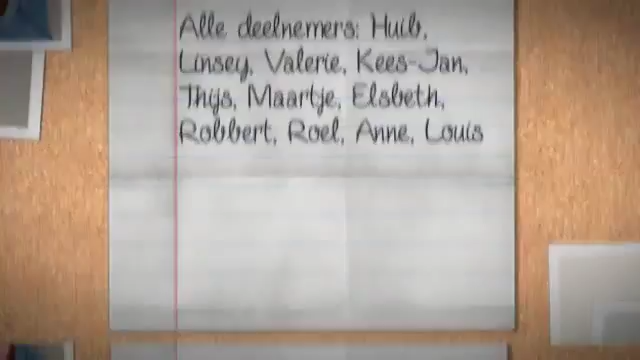 Alle deelnemers: Huib,
Linsey, Valerie, Kees-Jan,
Thijs, Maartje, Elsbeth,
Robbert, Roel, Anne, Louis